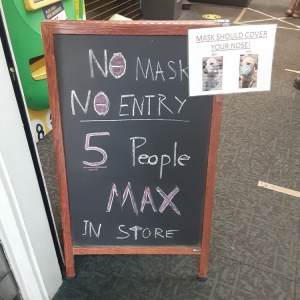 MASK SHOULD COVER
YOUR NOSE!
NO MASK
NO ENTRY
5 People
MAX
IN STORE